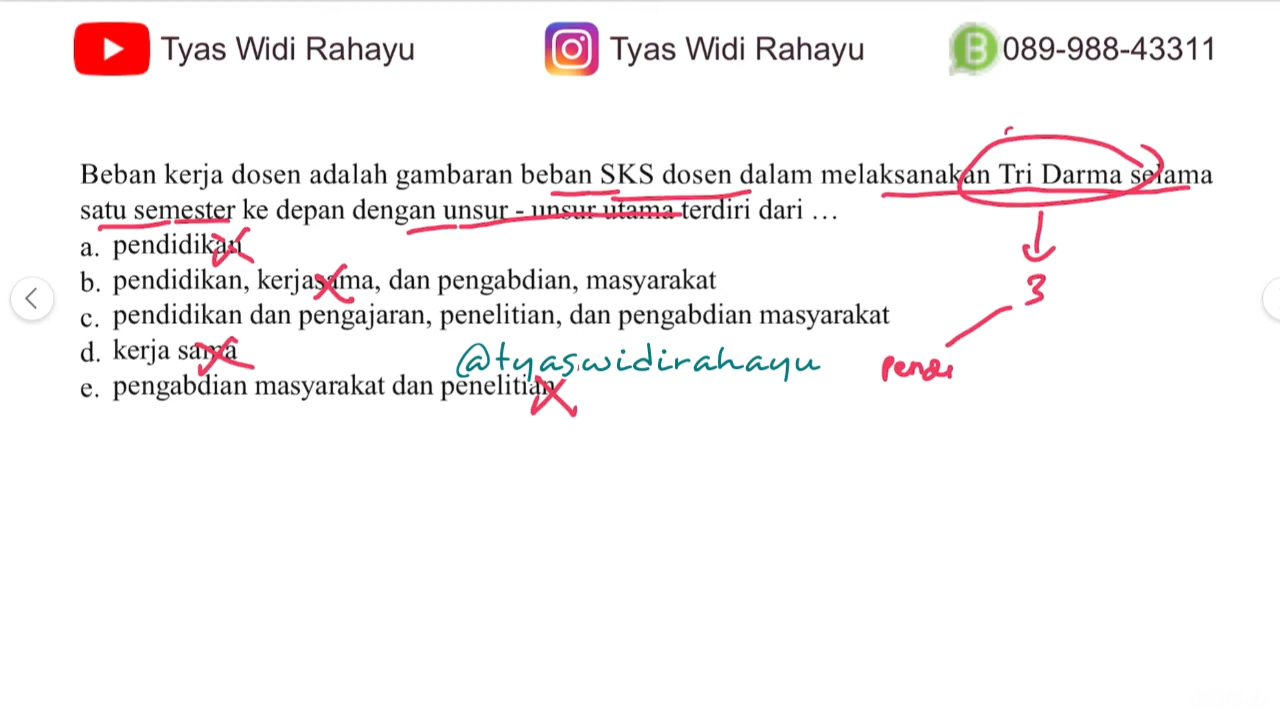 Tyas Widi Rahayu Tyas Widi Rahayu 089-988-43311
Beban kerja dosen adalah gambaran beban SKS dosen dalam melaksanakan Tri Darma selama
satu semester ke depan dengan unsur - unsur utama terdiri dari ...
a. pendidikan
b. pendidikan, kerjasama, dan pengabdian, masyarakat
3
c. pendidikan dan pengajaran, penelitian, dan pengabdian masyarakat
d. kerja sama
@tyaswidirahayu
e. pengabdian masyarakat dan penelitian